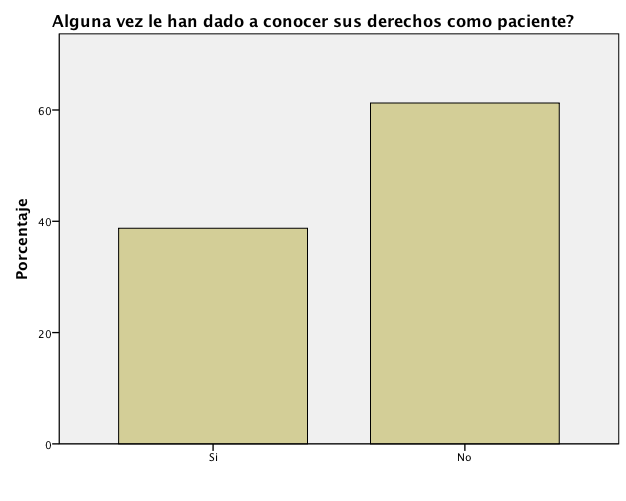 Alguna vez le han dado a conocer sus derechos como paciente?
Porcentaje
60
40
20
0
Si
No